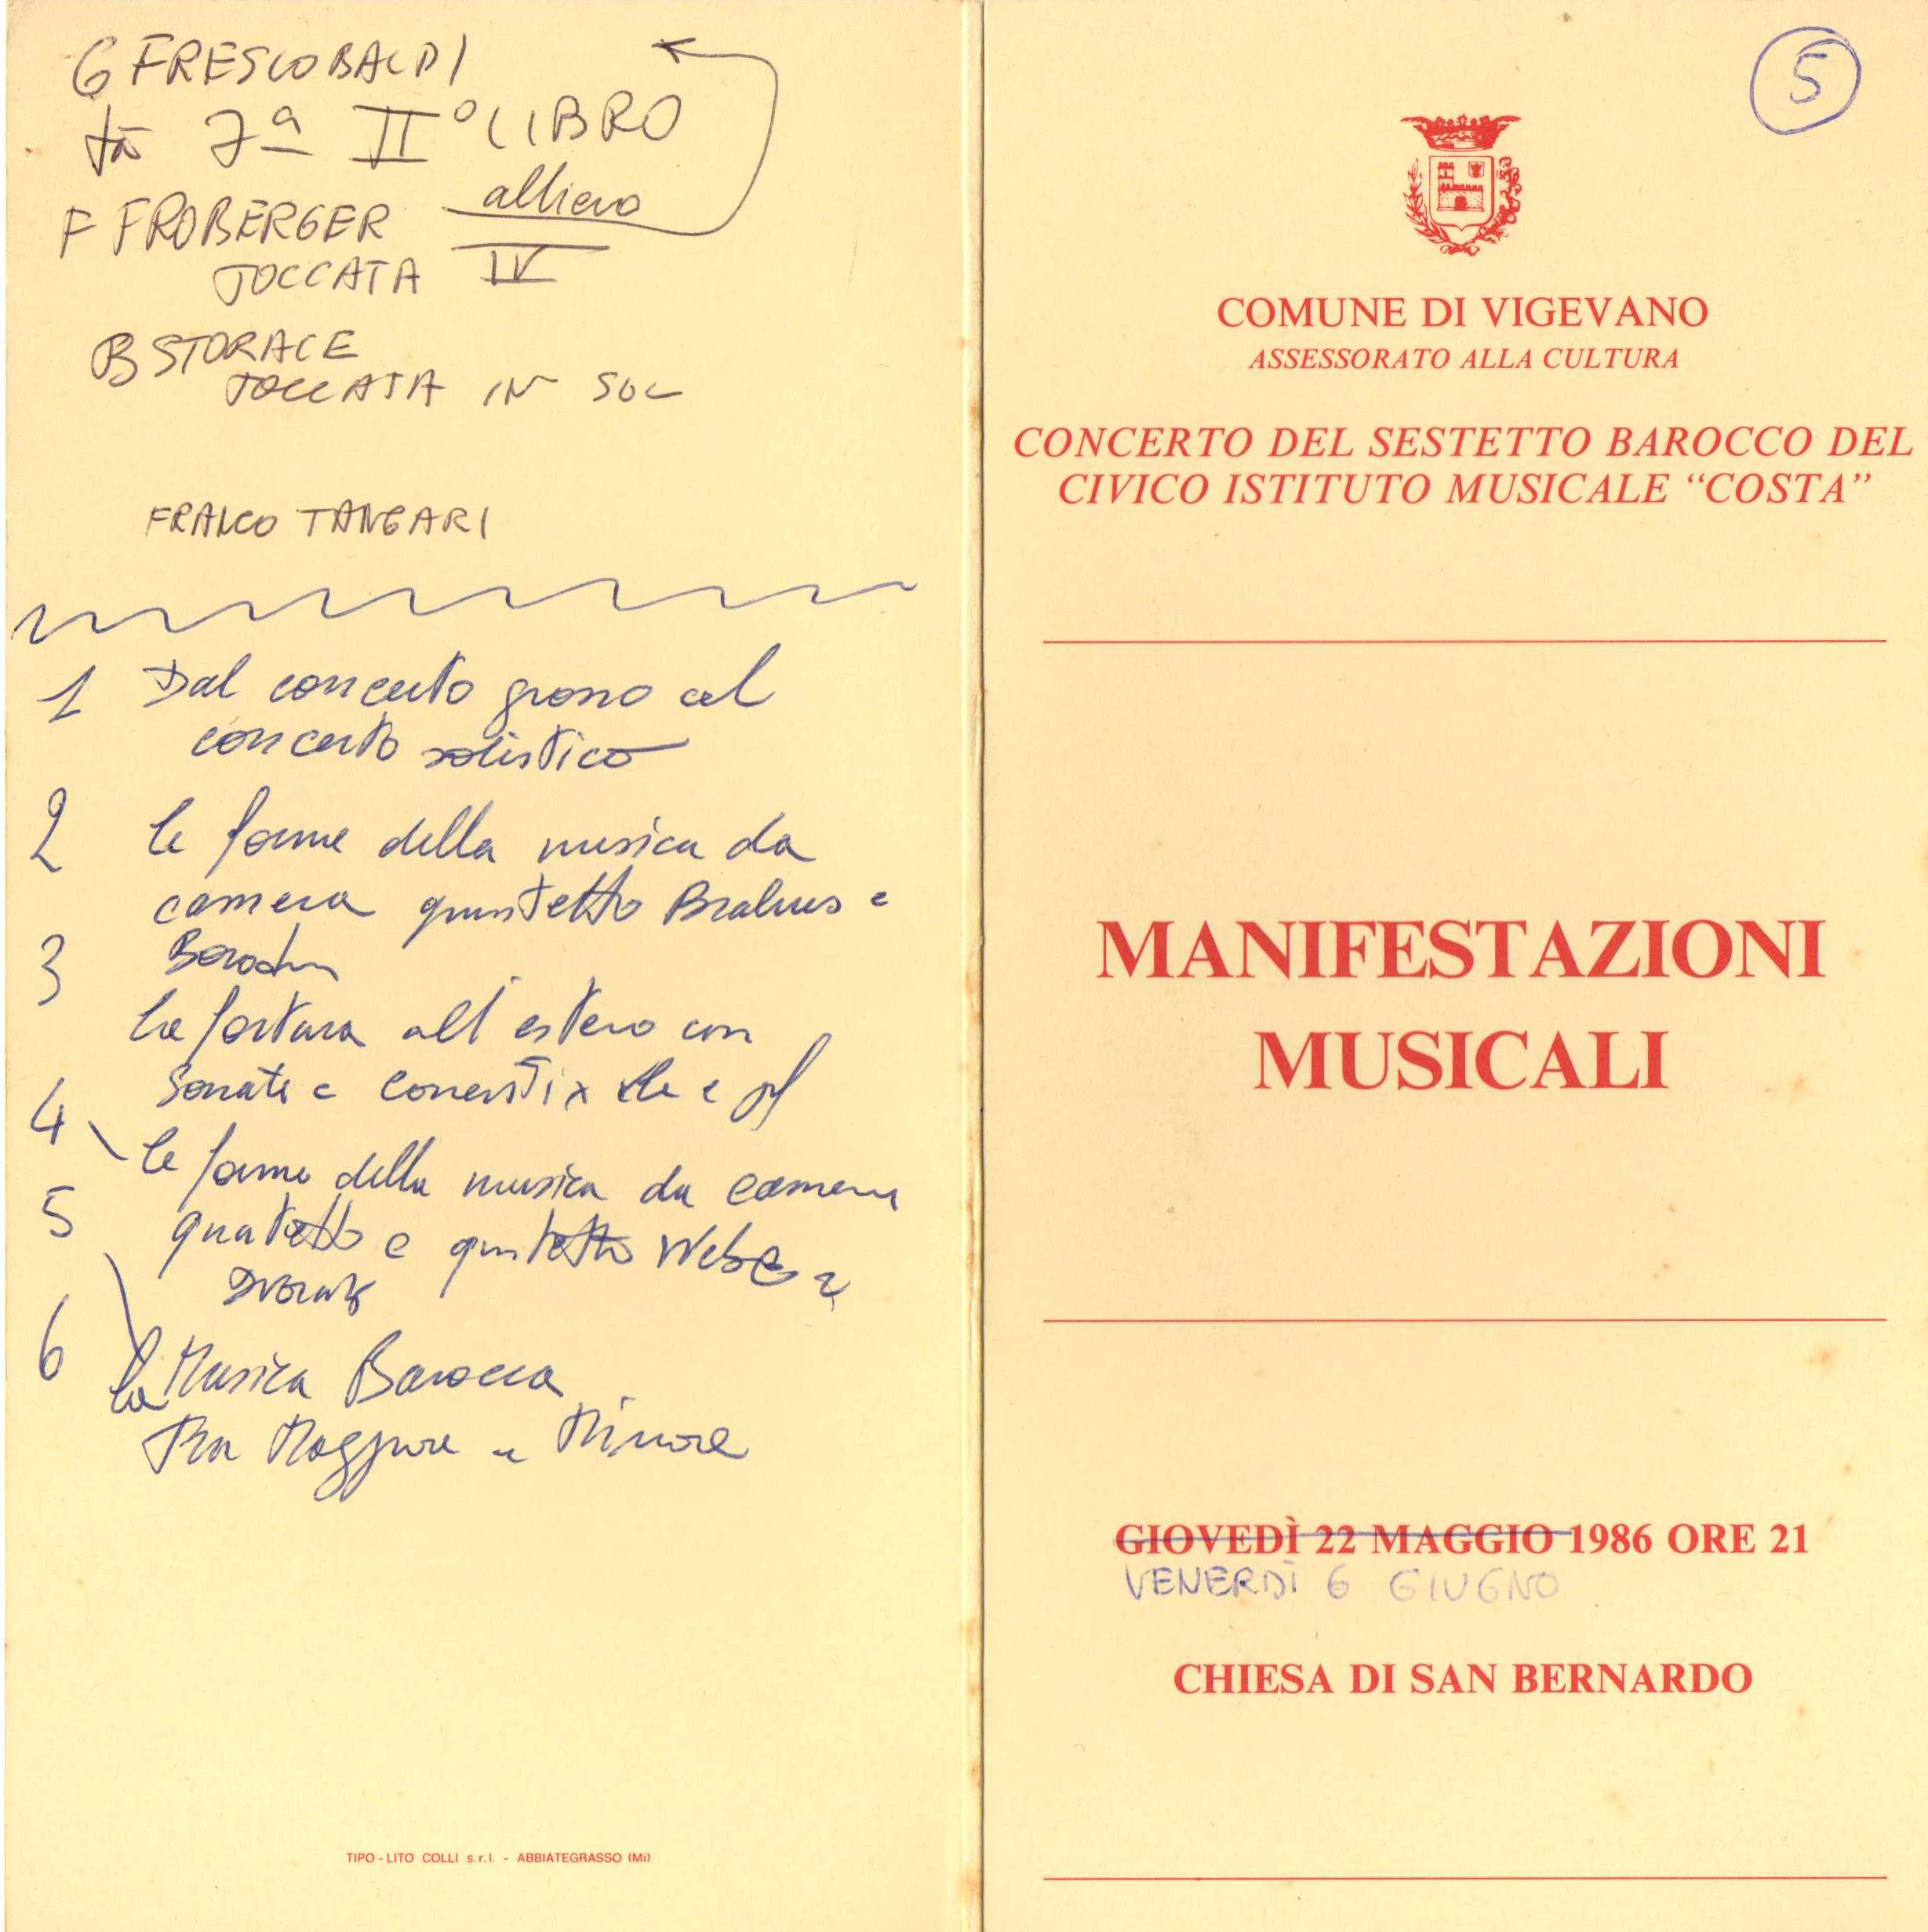 G FRESCOBALDI
ta 7ª II° LIBRO
F FROBERGER allievo
TOCCATA IV
B STORACE
TOCCATA IN SOL
FRANCO TANGARI
1 Dal concerto grosso al
concerto solistico
2 le forme della musica da
camera quintetto Brahms e
3 Borodin
la fortuna all'estero con
Sonate e Concerti x e pf
4 le forme della musica da camera
5 quartetto e quintetto Weber e
Dvorak
6 la Musica Barocca
Tra Maggiore e Minore
TIPO - LITO COLLI s.r.l. - ABBIATEGRASSO (Mi)
5
COMUNE DI VIGEVANO
ASSESSORATO ALLA CULTURA
CONCERTO DEL SESTETTO BAROCCO DEL
CIVICO ISTITUTO MUSICALE “COSTA”
MANIFESTAZIONI
MUSICALI
GIOVEDÌ 22 MAGGIO 1986 ORE 21
VENERDÌ 6 GIUGNO
CHIESA DI SAN BERNARDO